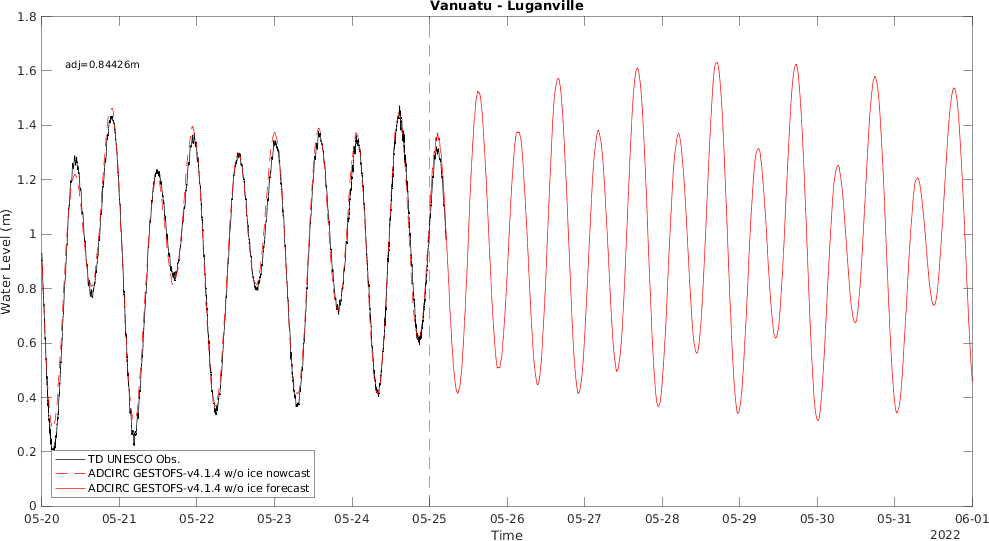 Vanuatu - Luganville
1.8
1.6
1.4
1.2
1
0.8
0.6
0.4
0.2
0
Water Level (m)
adj=0.84426m
TD UNESCO Obs.
ADCIRC GESTOFS-v4.1.4 w/o ice nowcast
ADCIRC GESTOFS-v4.1.4 w/o ice forecast
05-20 05-21 05-22 05-23 05-24 05-25 05-26 05-27 05-28 05-29 05-30 05-31 06-01
Time
2022